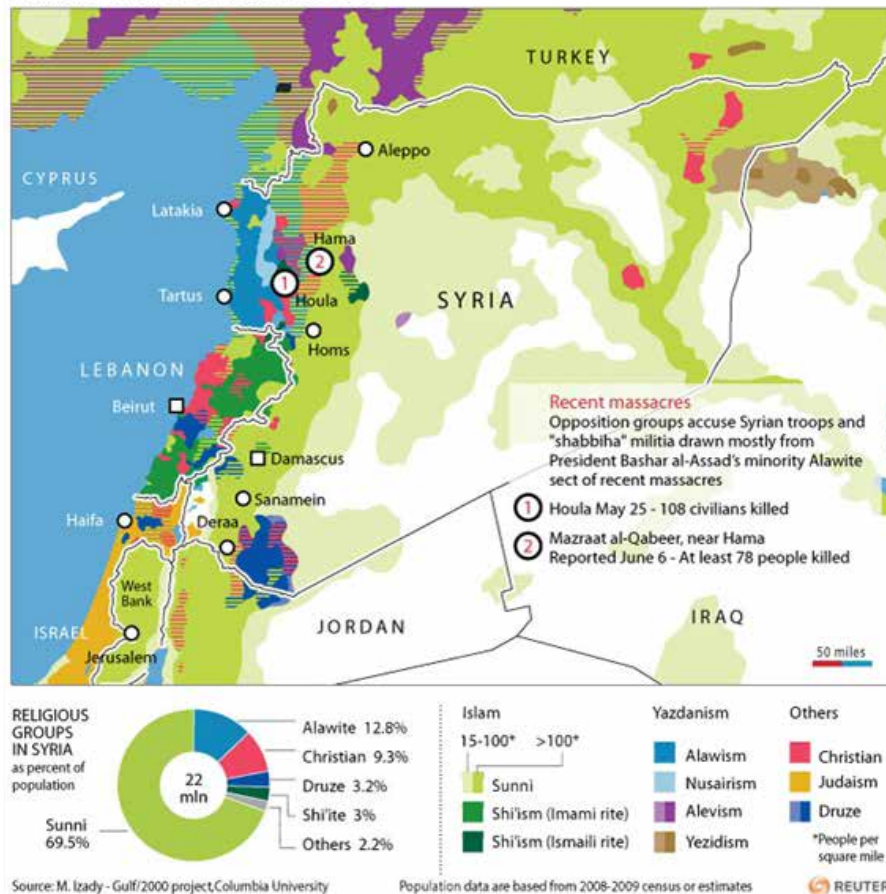 TURKEY
CYPRUS
Aleppo
Latakia
Hama
2
1
Houla
Tartus
SYRIA
Homs
LEBANON
Beirut
Recent massacres
Opposition groups accuse Syrian troops and
"shabbiha" militia drawn mostly from
President Bashar al-Assad's minority Alawite
sect of recent massacres
Damascus
Sanamein
1 Houla May 25 - 108 civilians killed
Haifa
Deraa
2 Mazraat al-Qabeer, near Hama
Reported June 6 - At least 78 people killed
West
Bank
ISRAEL
JORDAN
IRAQ
Jerusalem
50 miles
RELIGIOUS
GROUPS
IN SYRIA
as percent of
population
22
mln
Alawite 12.8%
Christian 9.3%
Druze 3.2%
Shi'ite 3%
Others 2.2%
Sunni
69.5%
Islam
15-100* >100*
Sunni
Shi'ism (Imami rite)
Shi'ism (Ismaili rite)
Yazdanism
Alawism
Nusairism
Alevism
Yezidism
Others
Christian
Judaism
Druze
*People per
square mile
Source: M. Izady - Gulf/2000 project,Columbia University
Population data are based from 2008-2009 census or estimates
REUTER